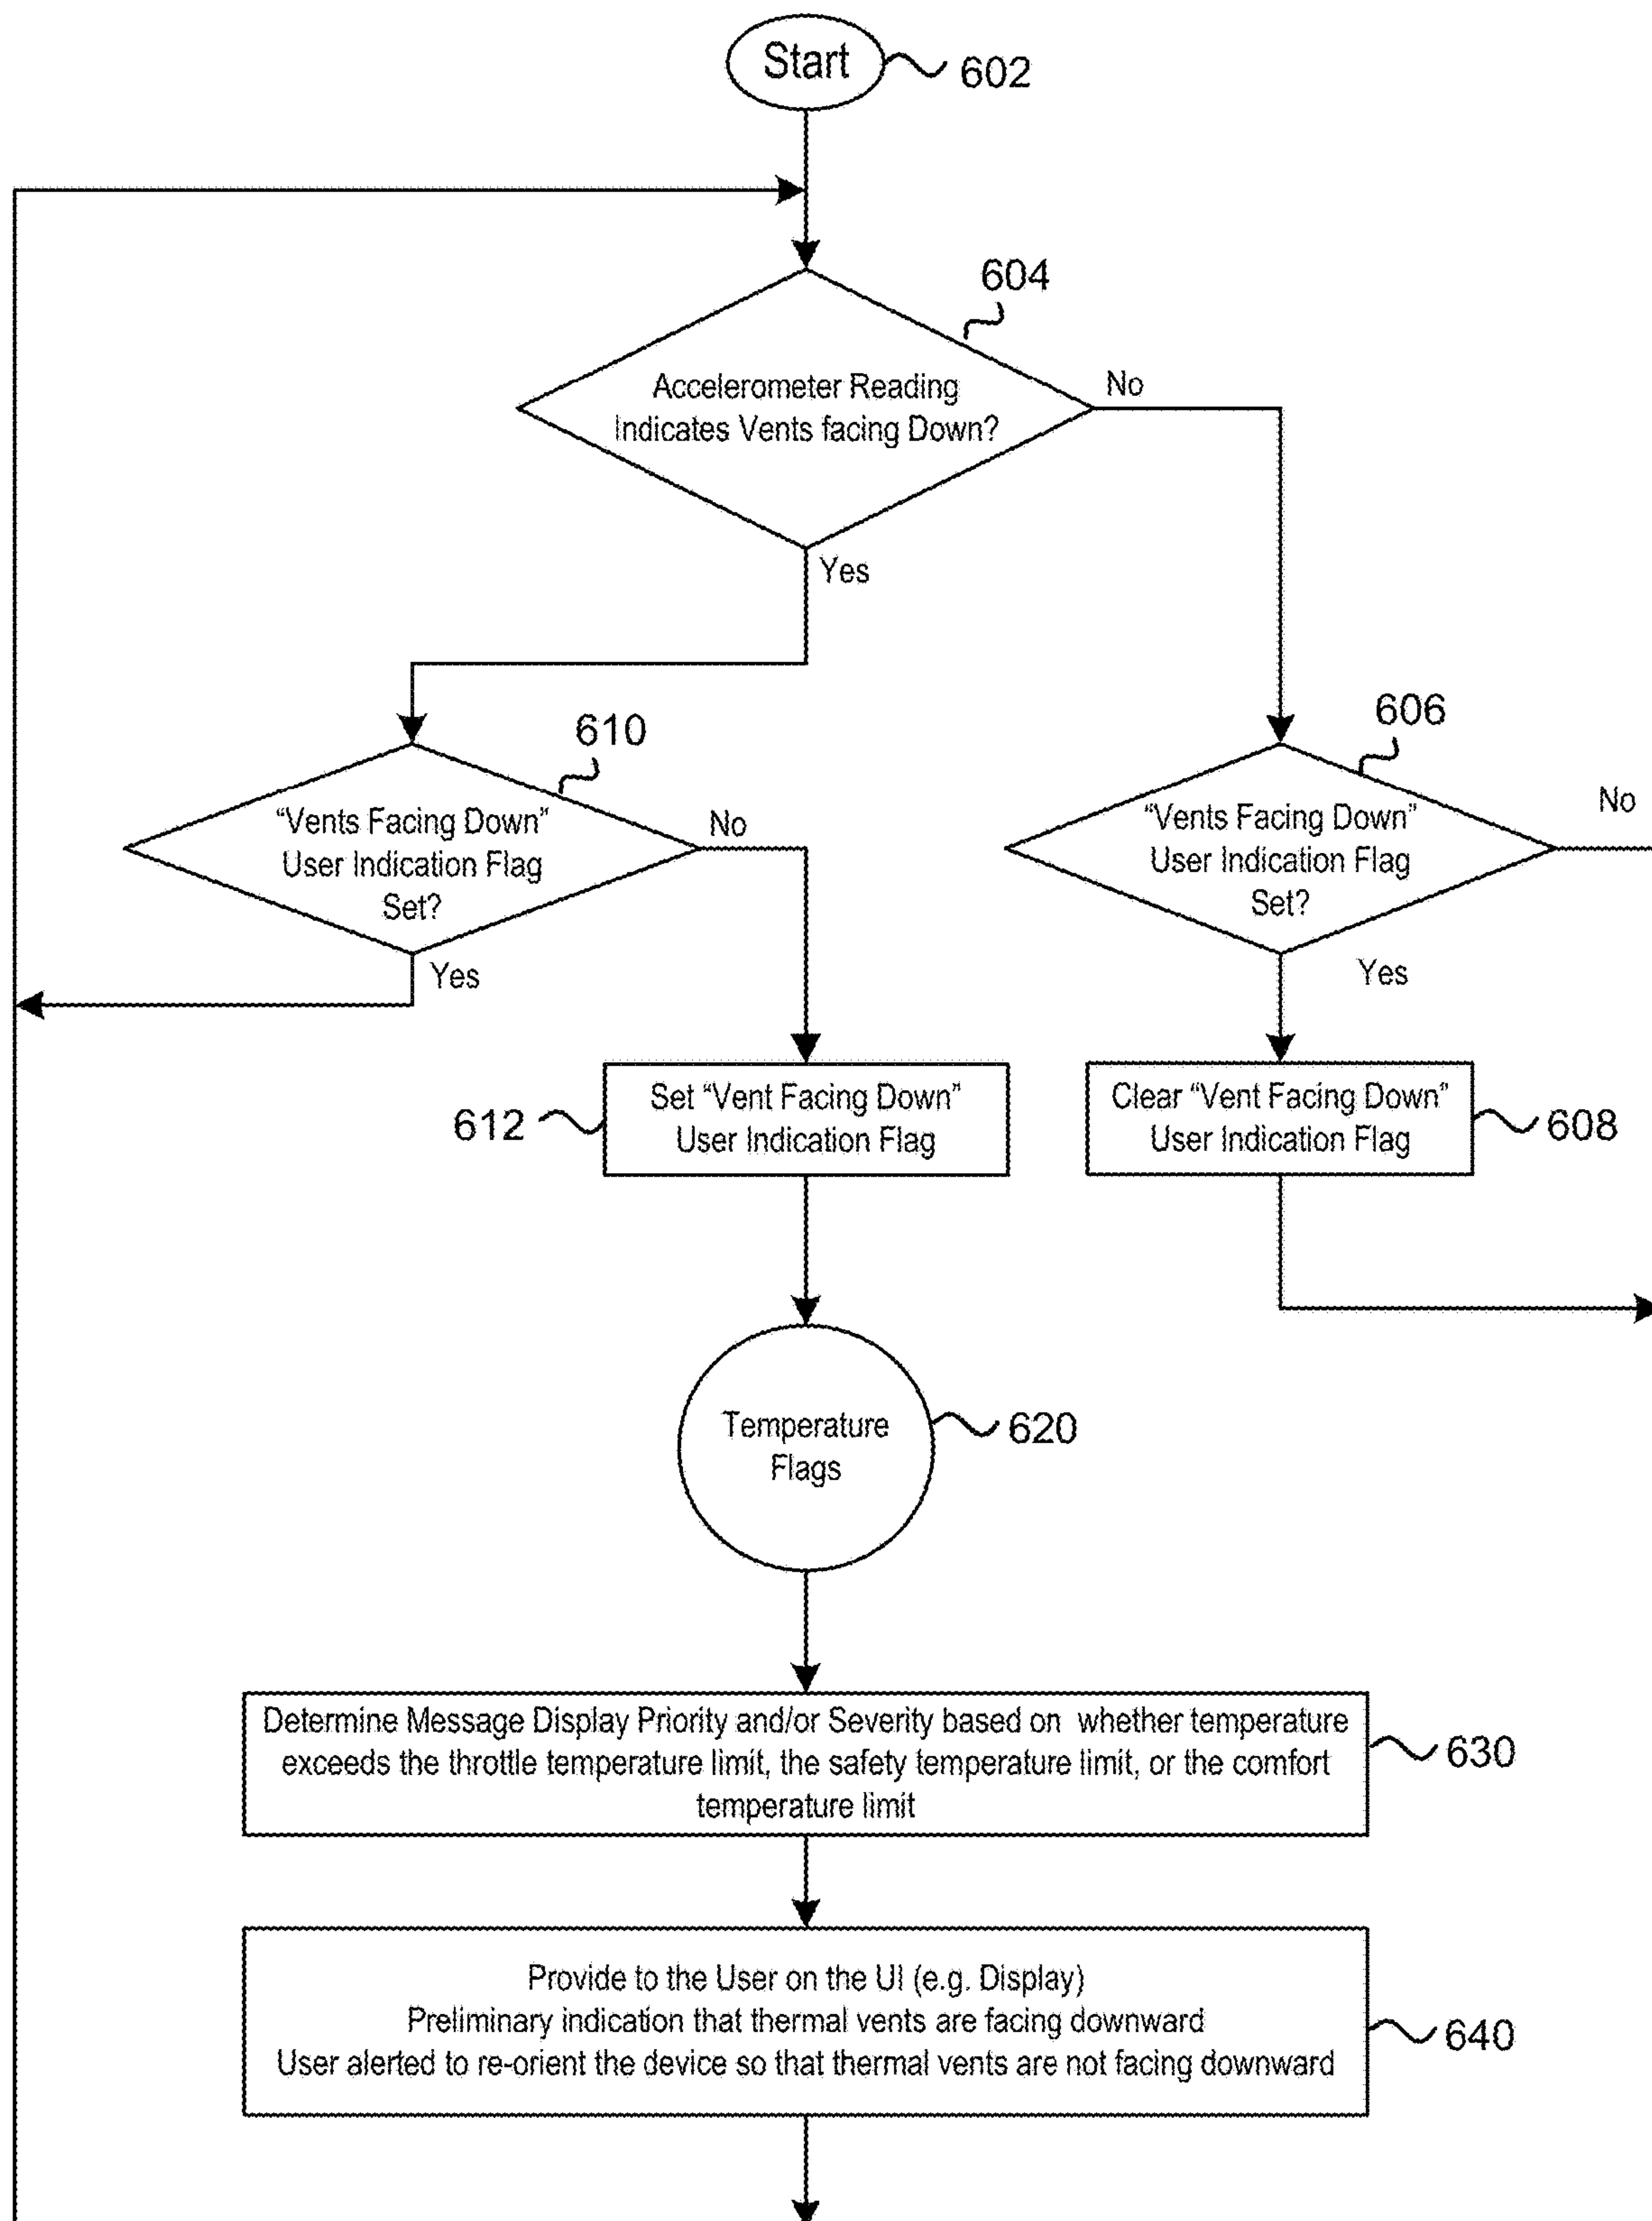 Start
602
604
Accelerometer Reading
Indicates Vents facing Down?
No
Yes
610
"Vents Facing Down"
User Indication Flag
Set?
No
Yes
606
"Vents Facing Down"
User Indication Flag
Set?
No
Yes
612
Set "Vent Facing Down"
User Indication Flag
Clear "Vent Facing Down"
User Indication Flag
608
Temperature
Flags
620
Determine Message Display Priority and/or Severity based on whether temperature
exceeds the throttle temperature limit, the safety temperature limit, or the comfort
temperature limit
630
Provide to the User on the UI (e.g. Display)
Preliminary indication that thermal vents are facing downward
User alerted to re-orient the device so that thermal vents are not facing downward
640